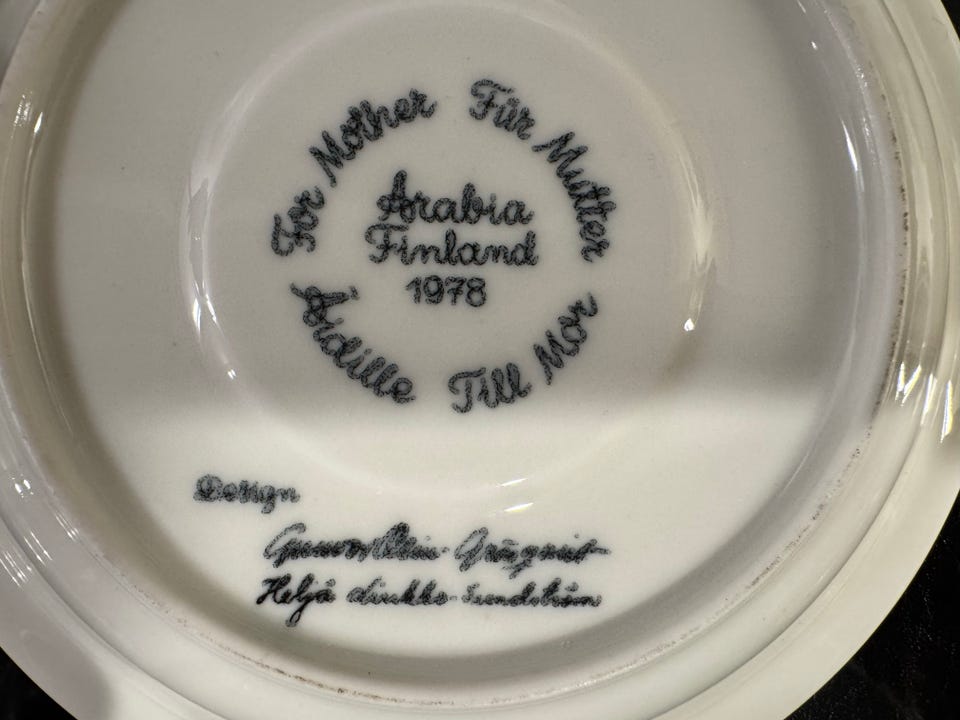 For Mother
Für Mutter
Arabia
Finland
1978
Äidille
Till Mor
Design
Gunvor Olin-Grönqvist
Heljä Liukko-Sundström